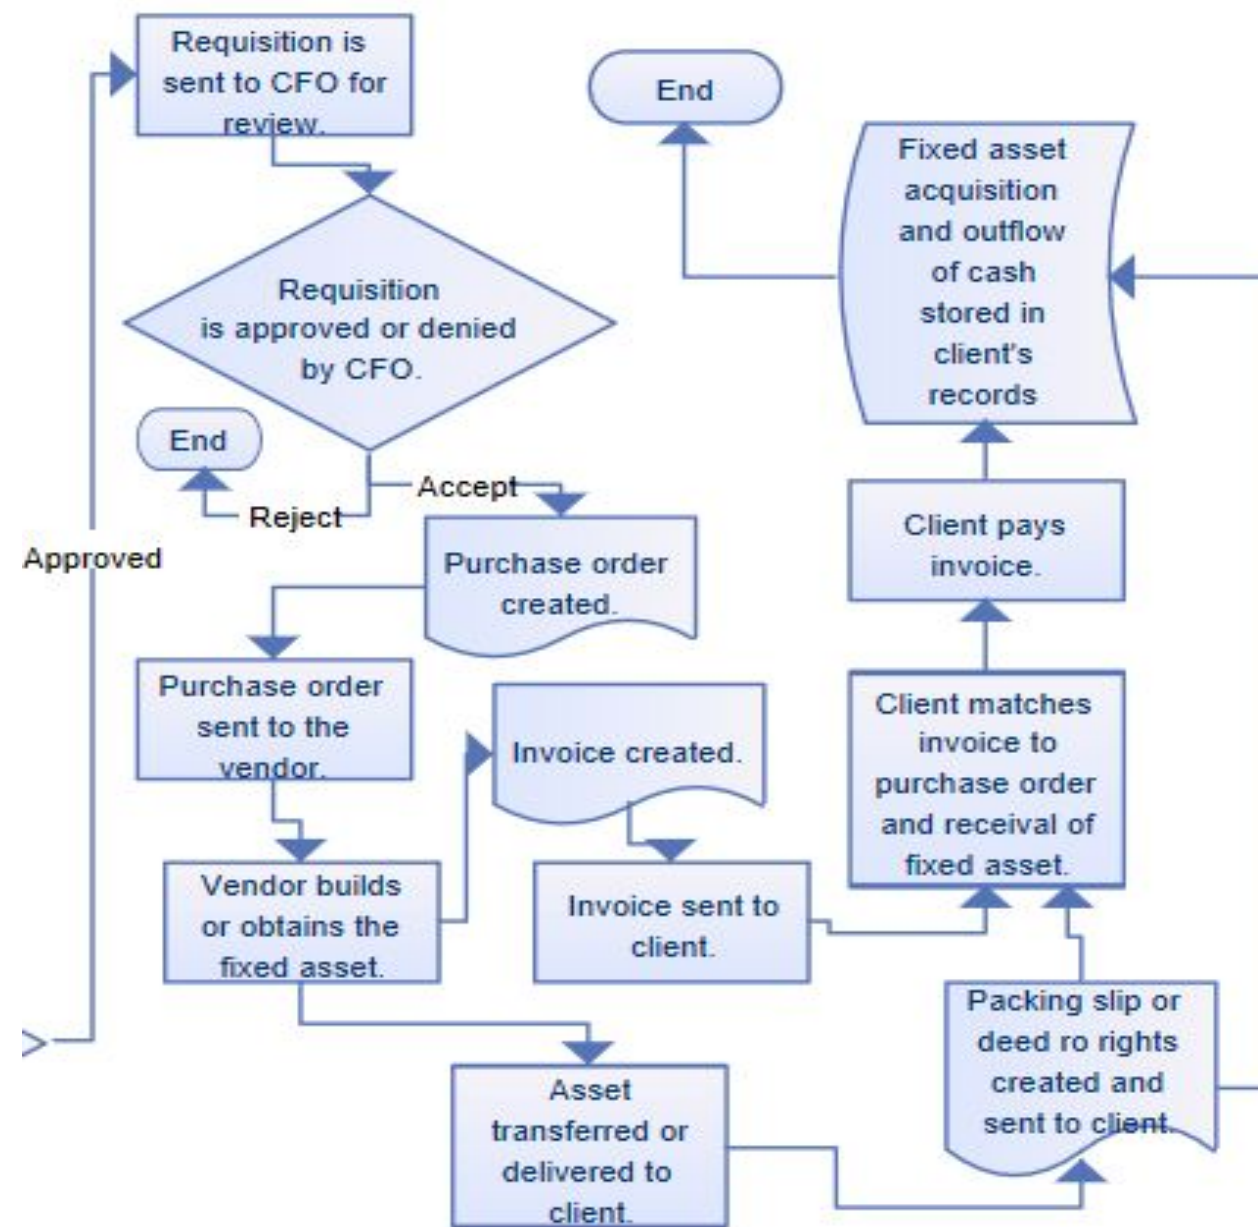 Requisition is
sent to CFO for
review.
End
Fixed asset
acquisition
and outflow
of cash
stored in
client's
records
Requisition
is approved or denied
by CFO.
End
Accept
Reject
Approved
Purchase order
created.
Client pays
invoice.
Purchase order
sent to the
vendor.
Invoice created.
Client matches
invoice to
purchase order
and receival of
fixed asset.
Vendor builds
or obtains the
fixed asset.
Invoice sent to
client.
Packing slip or
deed ro rights
created and
sent to client.
Asset
transferred or
delivered to
client.